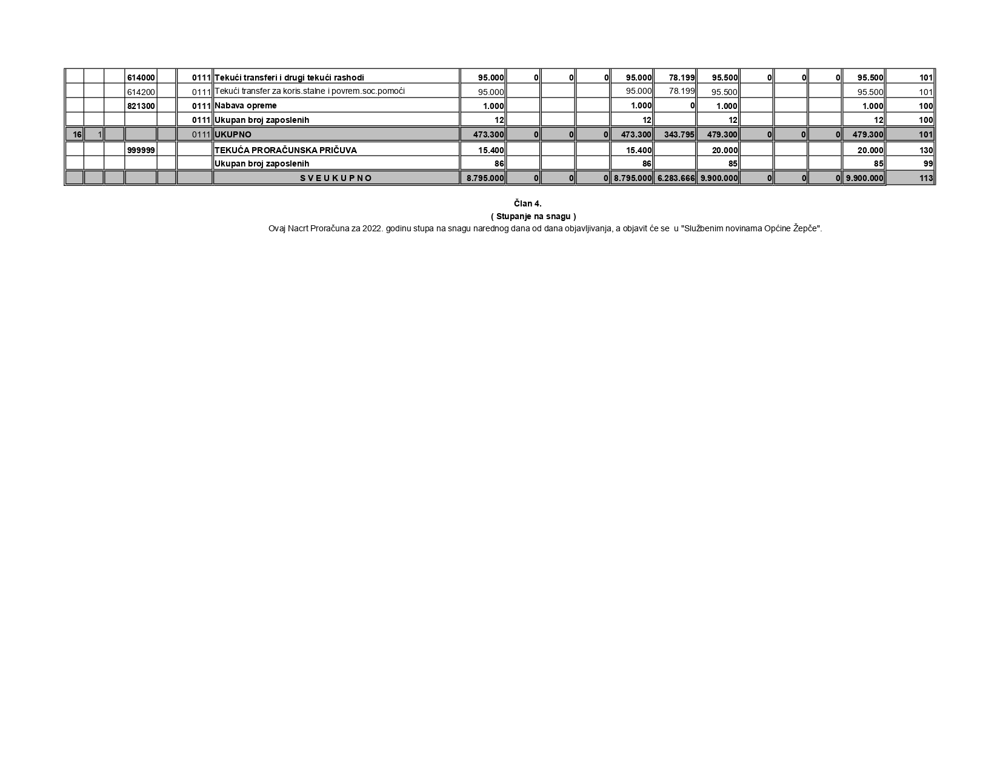 614000 0111 Tekući transferi i drugi tekući rashodi 95.000 0 0 0 95.000 78.199 95.500 0 0 0 95.500 101
614200 0111 Tekući transfer za koris.stalne i povrem.soc.pomoći 95.000 95.000 78.199 95.500 95.500 101
821300 0111 Nabava opreme 1.000 1.000 0 1.000 1.000 100
0111 Ukupan broj zaposlenih 12 12 12 12 100
16 1 0111 UKUPNO 473.300 0 0 0 473.300 343.795 479.300 0 0 0 479.300 101
999999 TEKUĆA PRORAČUNSKA PRIČUVA 15.400 15.400 20.000 20.000 130
Ukupan broj zaposlenih 86 86 85 85 99
S V E U K U P N O 8.795.000 0 0 0 8.795.000 6.283.666 9.900.000 0 0 0 9.900.000 113
Član 4.
( Stupanje na snagu )
Ovaj Nacrt Proračuna za 2022. godinu stupa na snagu narednog dana od dana objavljivanja, a objavit će se u "Službenim novinama Općine Žepče".